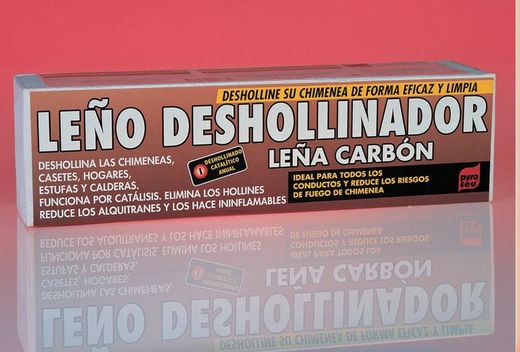 DESHOLLINE SU CHIMENEA DE FORMA EFICAZ Y LIMPIA
LEÑO DESHOLLINADOR
LEÑA CARBÓN
DESHOLLINA LAS CHIMENEAS,
CASETES, HOGARES,
ESTUFAS Y CALDERAS.
FUNCIONA POR CATÁLISIS. ELIMINA LOS HOLLINES
REDUCE LOS ALQUITRANES Y LOS HACE ININFLAMABLES
1 DESHOLLINADO
CATALÍTICO
ANUAL
IDEAL PARA TODOS LOS
CONDUCTOS Y REDUCE LOS RIESGOS
DE FUEGO DE CHIMENEA
pyro
feu